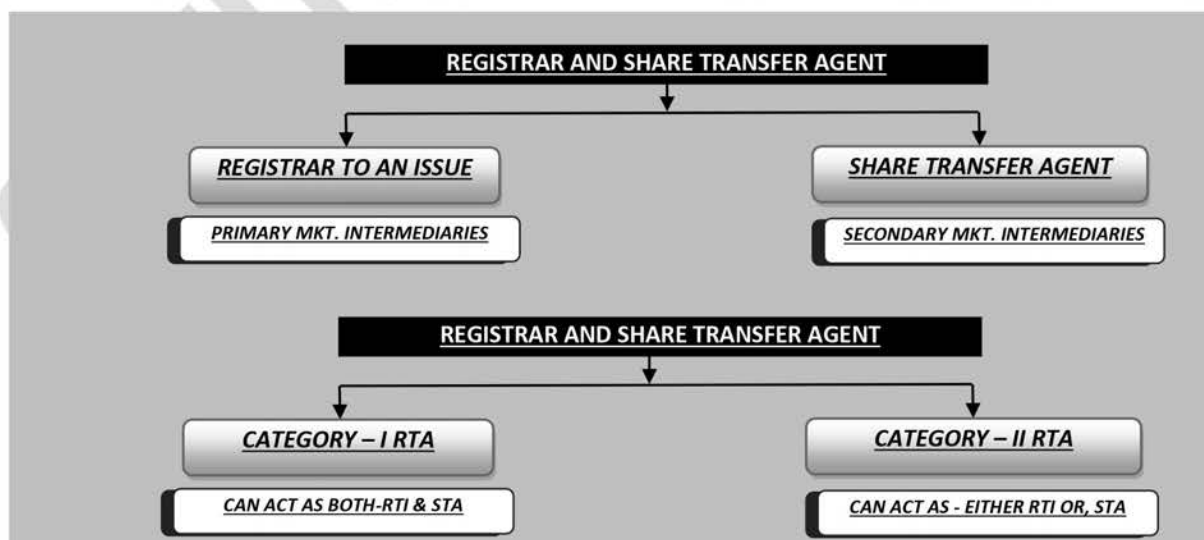 REGISTRAR AND SHARE TRANSFER AGENT
REGISTRAR TO AN ISSUE
SHARE TRANSFER AGENT
PRIMARY MKT. INTERMEDIARIES
SECONDARY MKT. INTERMEDIARIES
REGISTRAR AND SHARE TRANSFER AGENT
CATEGORY – I RTA
CATEGORY – II RTA
CAN ACT AS BOTH-RTI & STA
CAN ACT AS - EITHER RTI OR, STA